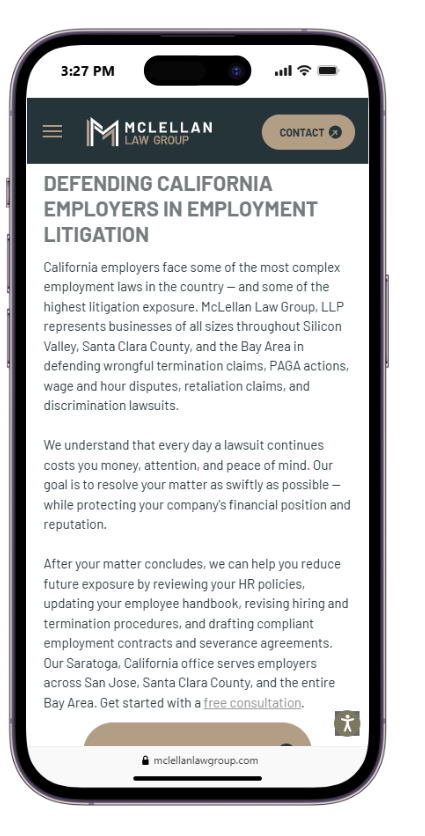 3:27 PM
MCLELLAN
LAW GROUP
CONTACT
DEFENDING CALIFORNIA
EMPLOYERS IN EMPLOYMENT
LITIGATION
California employers face some of the most complex
employment laws in the country — and some of the
highest litigation exposure. McLellan Law Group, LLP
represents businesses of all sizes throughout Silicon
Valley, Santa Clara County, and the Bay Area in
defending wrongful termination claims, PAGA actions,
wage and hour disputes, retaliation claims, and
discrimination lawsuits.
We understand that every day a lawsuit continues
costs you money, attention, and peace of mind. Our
goal is to resolve your matter as swiftly as possible —
while protecting your company's financial position and
reputation.
After your matter concludes, we can help you reduce
future exposure by reviewing your HR policies,
updating your employee handbook, revising hiring and
termination procedures, and drafting compliant
employment contracts and severance agreements.
Our Saratoga, California office serves employers
across San Jose, Santa Clara County, and the entire
Bay Area. Get started with a free consultation.
mclellanlawgroup.com